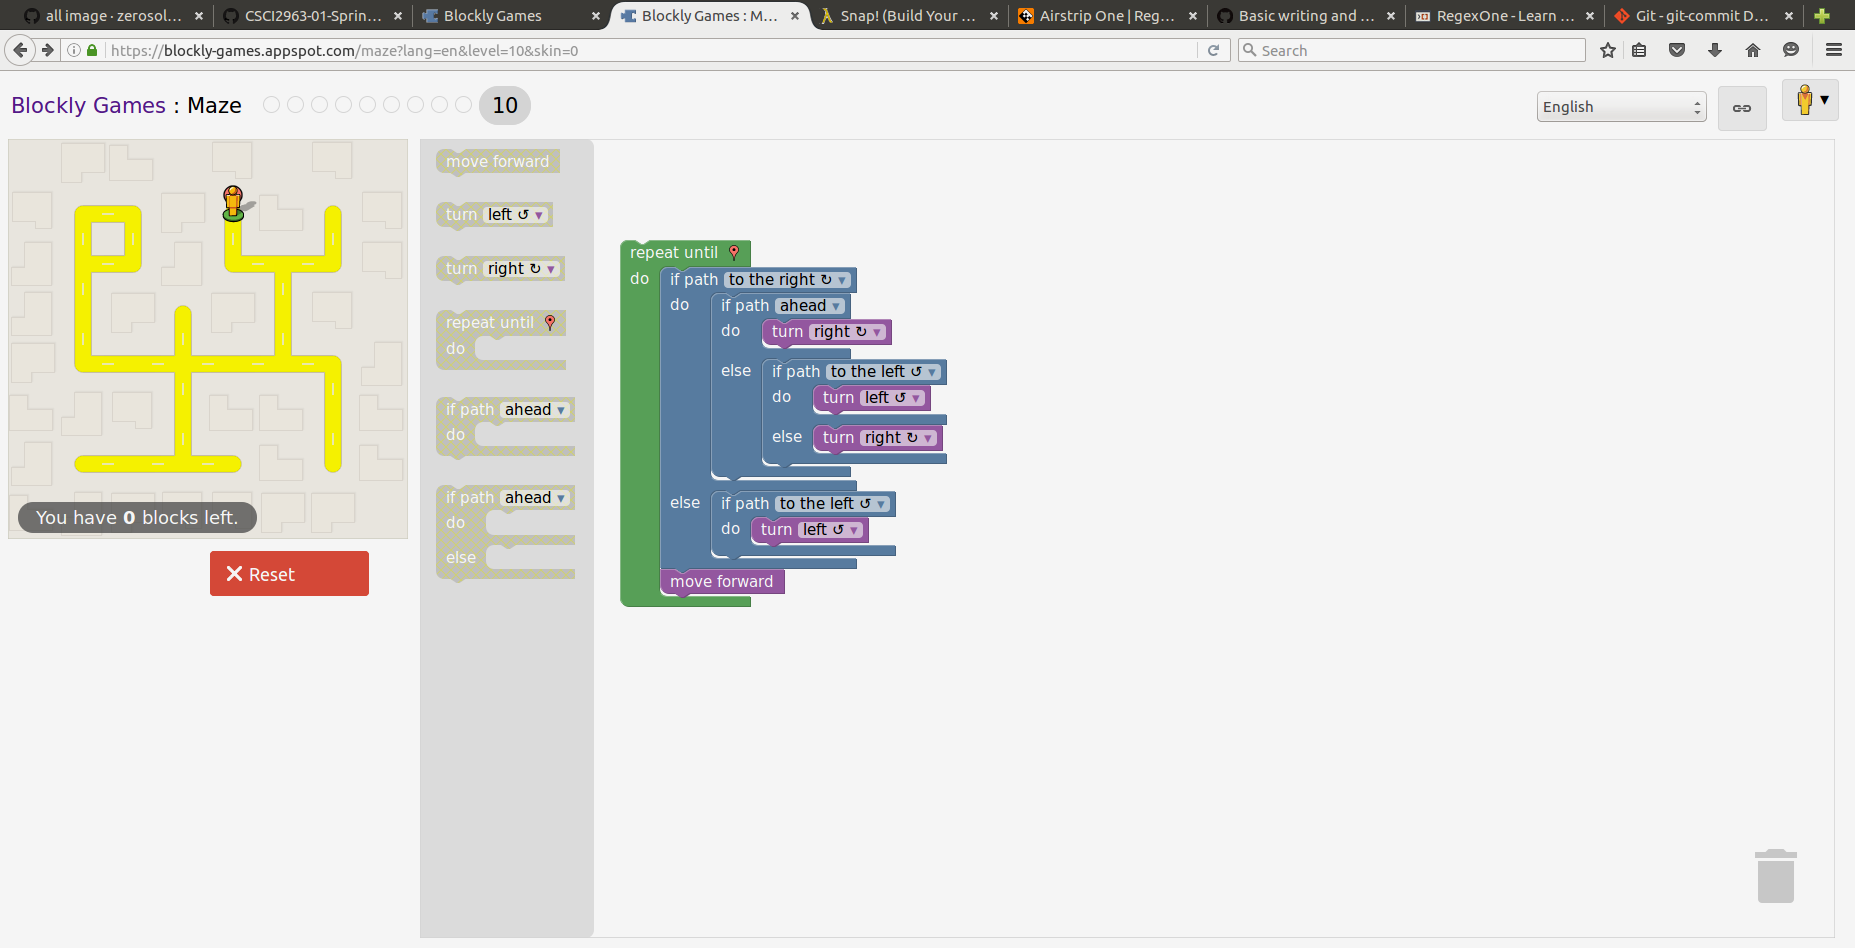 all image · zerosol...
CSCI2963-01-Sprin...
Blockly Games
Blockly Games : M...
Snap! (Build Your ...
Airstrip One | Reg...
Basic writing and ...
RegexOne - Learn ...
Git - git-commit D...
https://blockly-games.appspot.com/maze?lang=en&level=10&skin=0
Search
Blockly Games : Maze
10
English
You have 0 blocks left.
Reset
move forward
turn left ↺ ▾
turn right ↻ ▾
repeat until
do
if path ahead ▾
do
if path ahead ▾
do
else
repeat until
do if path to the right ↻ ▾
do if path ahead ▾
do turn right ↻ ▾
else if path to the left ↺ ▾
do turn left ↺ ▾
else turn right ↻ ▾
else if path to the left ↺ ▾
do turn left ↺ ▾
move forward